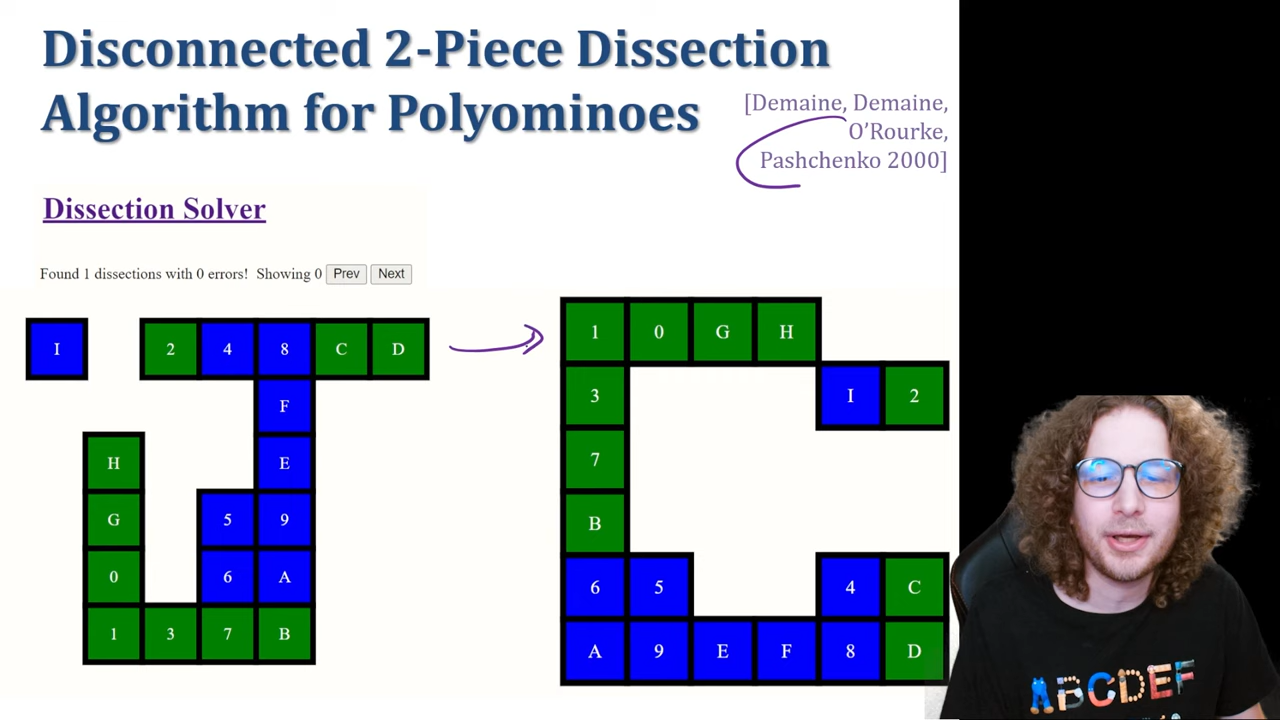 Disconnected 2-Piece Dissection
Algorithm for Polyominoes
[Demaine, Demaine,
O’Rourke,
Pashchenko 2000]
Dissection Solver
Found 1 dissections with 0 errors! Showing 0 Prev Next
I 2 4 8 C D
F
H E
G 5 9
0 6 A
1 3 7 B
1 0 G H
3 I 2
7
B
6 5 4 C
A 9 E F 8 D
ABCDEF